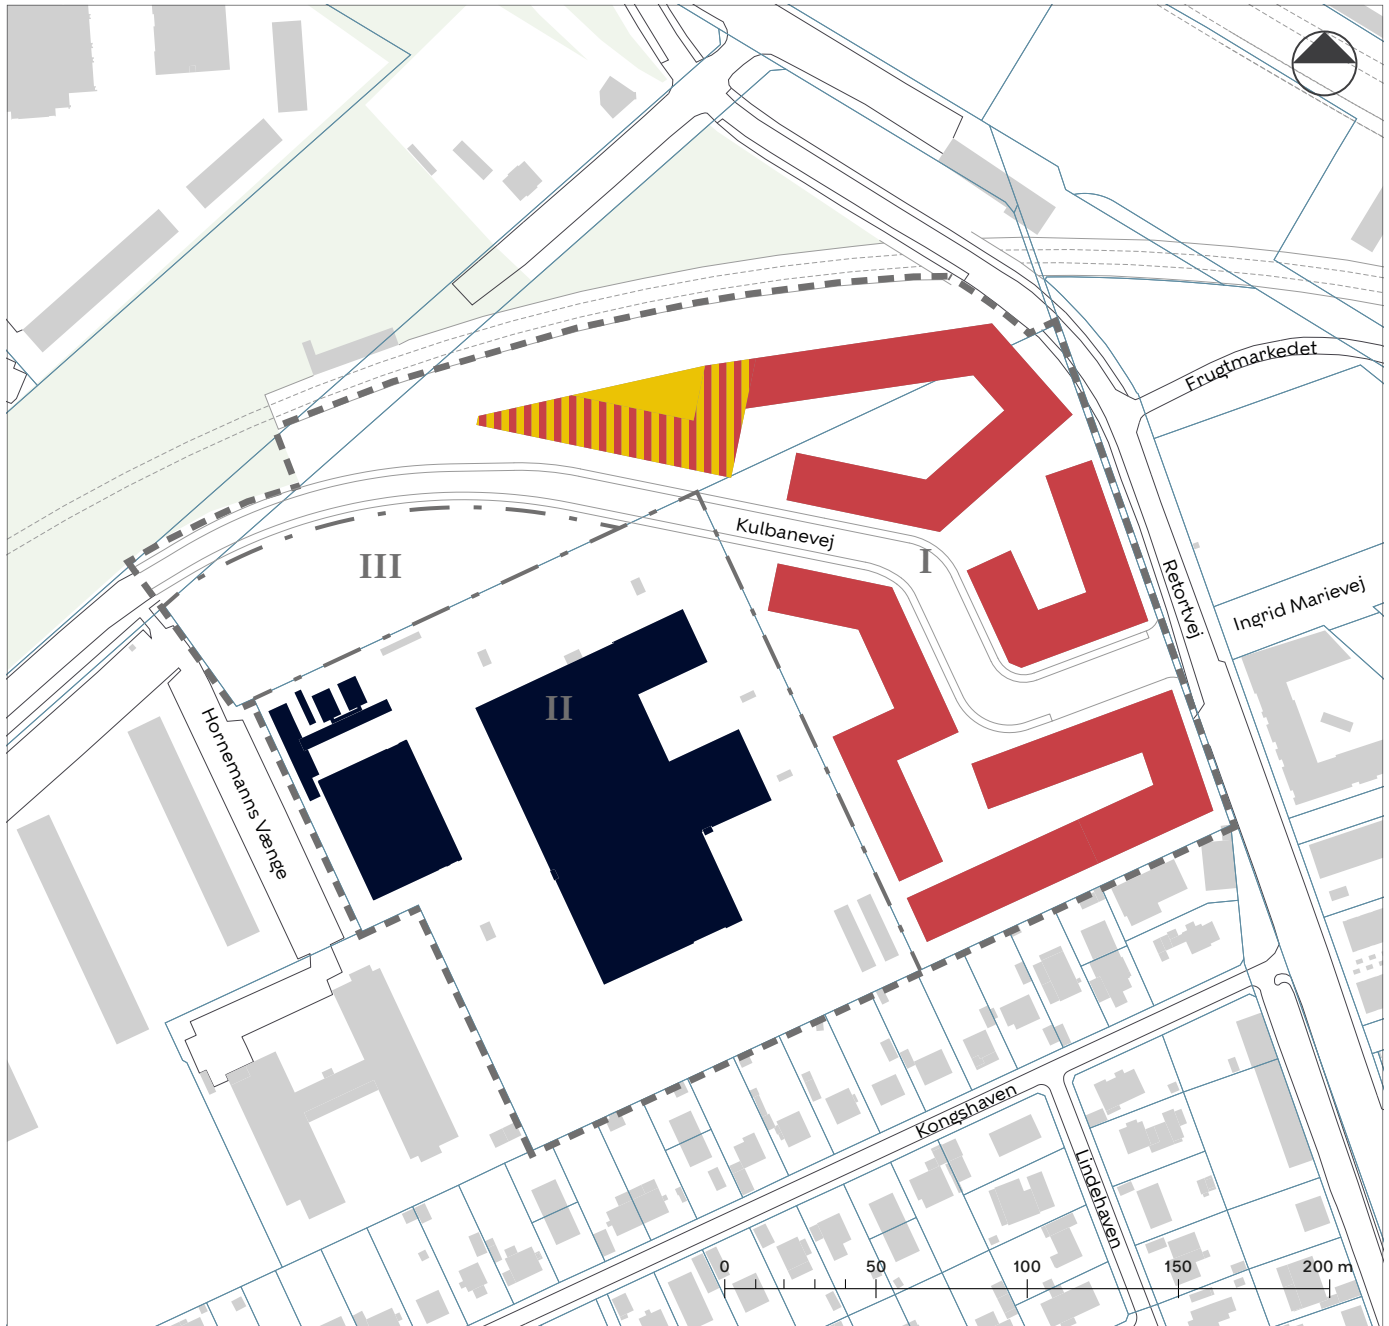 Frugtmarkedet
Kulbanevej
I
III
Retortvej
Ingrid Marievej
II
Hornemanns Vænge
Kongshaven
Lindehaven
0 50 100 150 200 m